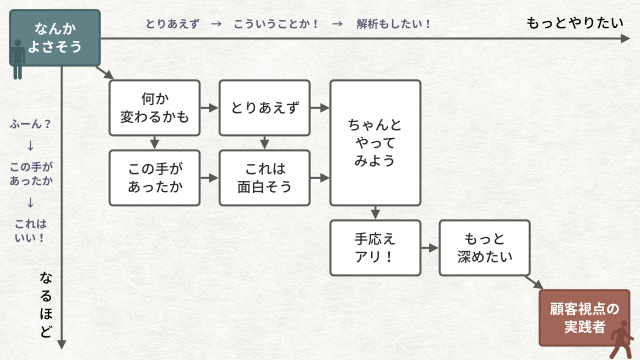 なんか
よさそう
とりあえず → こういうことか！ → 解析もしたい！
もっとやりたい
何か
変わるかも
とりあえず
ちゃんと
やって
みよう
この手が
あったか
これは
面白そう
ふーん？
↓
この手が
あったか
↓
これは
いい！
なるほど
手応え
アリ！
もっと
深めたい
顧客視点の
実践者